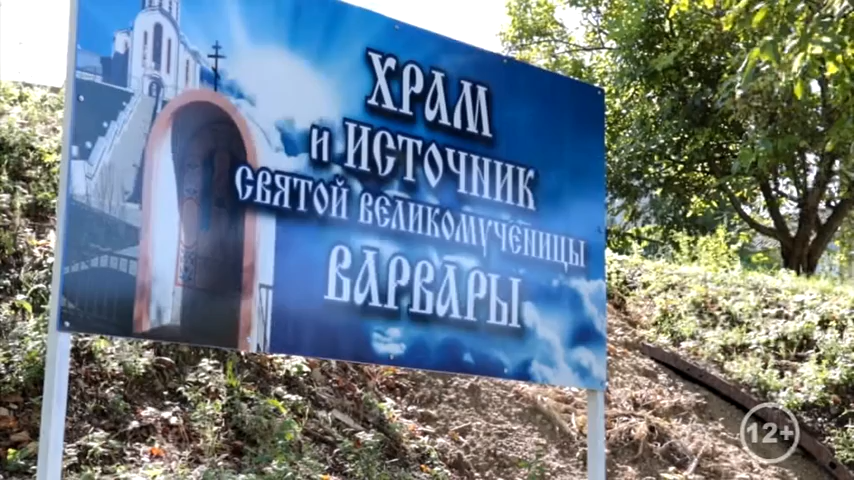 ХРАМ
и ИСТОЧНИК
СВЯТОЙ ВЕЛИКОМУЧЕНИЦЫ
ВАРВАРЫ
12+